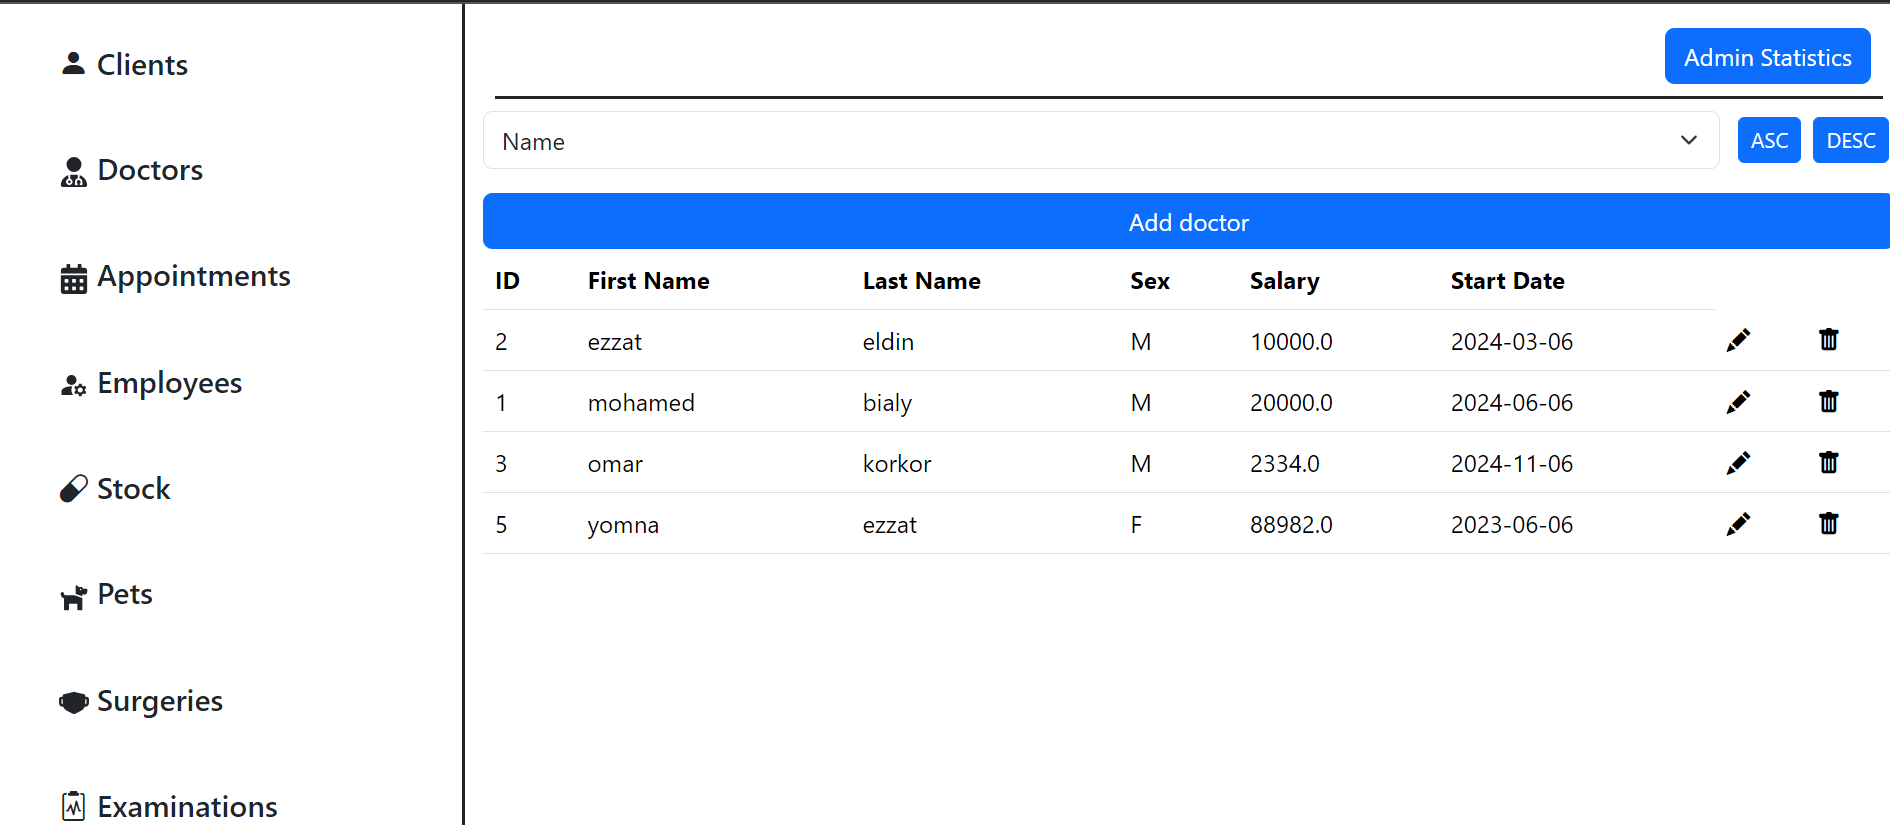 Clients
Doctors
Appointments
Employees
Stock
Pets
Surgeries
Examinations
Admin Statistics
Name ASC DESC
Add doctor
ID First Name Last Name Sex Salary Start Date
2 ezzat eldin M 10000.0 2024-03-06
1 mohamed bialy M 20000.0 2024-06-06
3 omar korkor M 2334.0 2024-11-06
5 yomna ezzat F 88982.0 2023-06-06